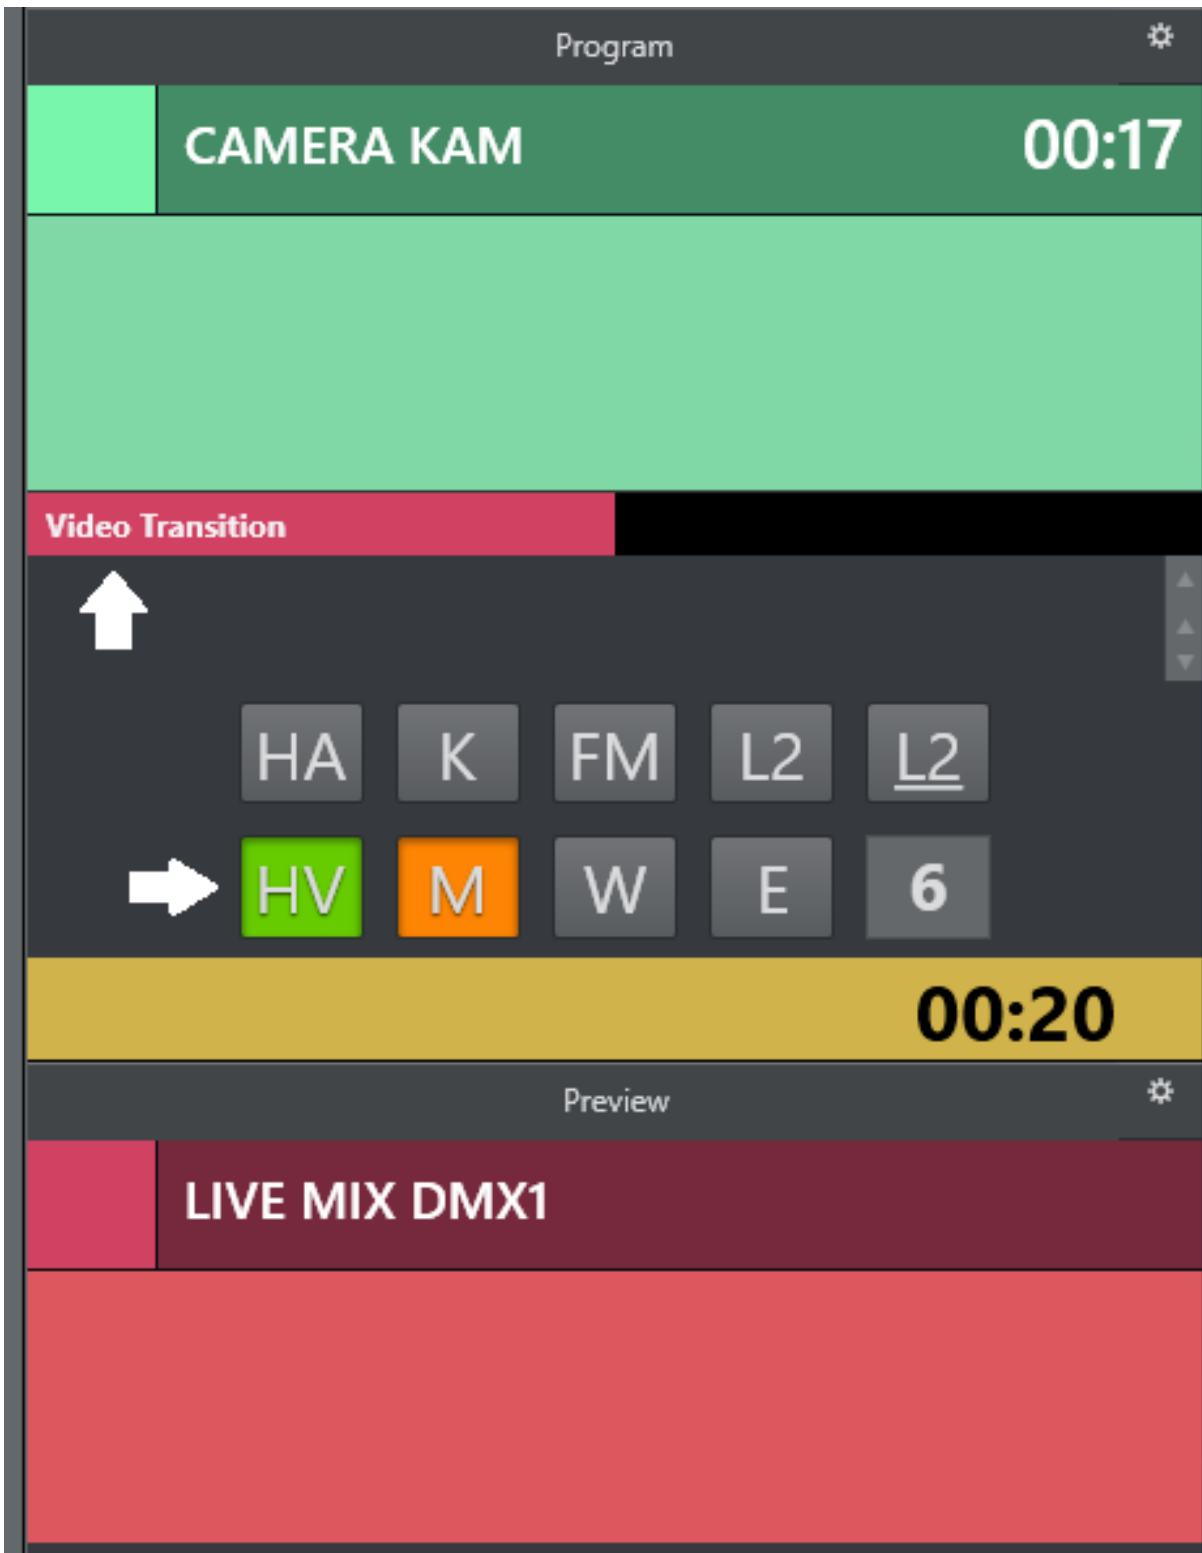 Program
CAMERA KAM 00:17
Video Transition
HA K FM L2 L2
HV M W E 6
00:20
Preview
LIVE MIX DMX1